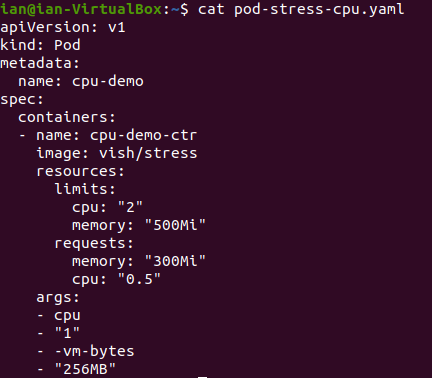 ian@ian-VirtualBox:~$ cat pod-stress-cpu.yaml
apiVersion: v1
kind: Pod
metadata:
  name: cpu-demo
spec:
  containers:
  - name: cpu-demo-ctr
    image: vish/stress
    resources:
      limits:
        cpu: "2"
        memory: "500Mi"
      requests:
        memory: "300Mi"
        cpu: "0.5"
    args:
    - cpu
    - "1"
    - -vm-bytes
    - "256MB"